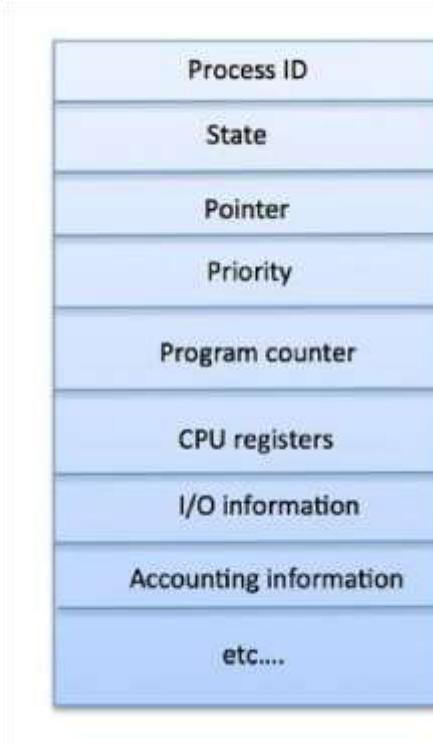 Process ID
State
Pointer
Priority
Program counter
CPU registers
I/O information
Accounting information
etc....